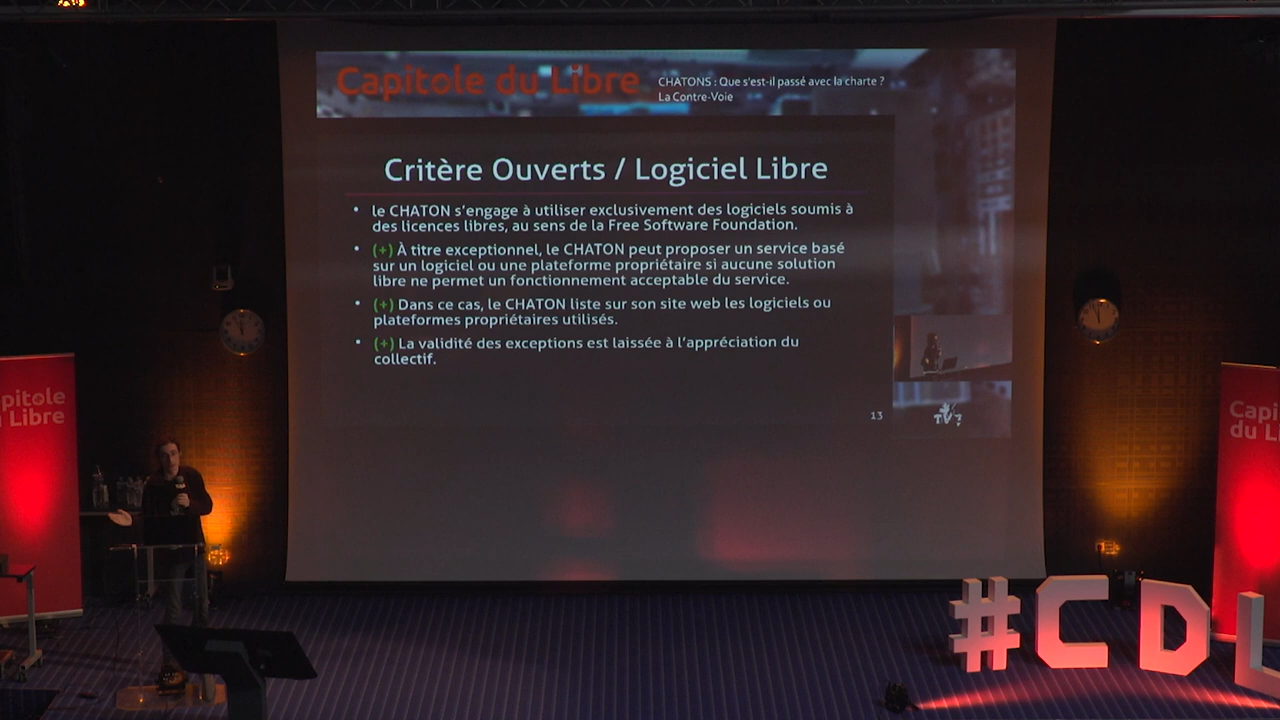 Capitole du Libre
CHATONS : Que s'est-il passé avec la charte ?
La Contre-Voie
Critère Ouverts / Logiciel Libre
• le CHATON s'engage à utiliser exclusivement des logiciels soumis à
des licences libres, au sens de la Free Software Foundation.
• (+) À titre exceptionnel, le CHATON peut proposer un service basé
sur un logiciel ou une plateforme propriétaire si aucune solution
libre ne permet un fonctionnement acceptable du service.
• (+) Dans ce cas, le CHATON liste sur son site web les logiciels ou
plateformes propriétaires utilisés.
• (+) La validité des exceptions est laissée à l'appréciation du
collectif.
13
pitole
u Libre
Capi
du L
#CDL